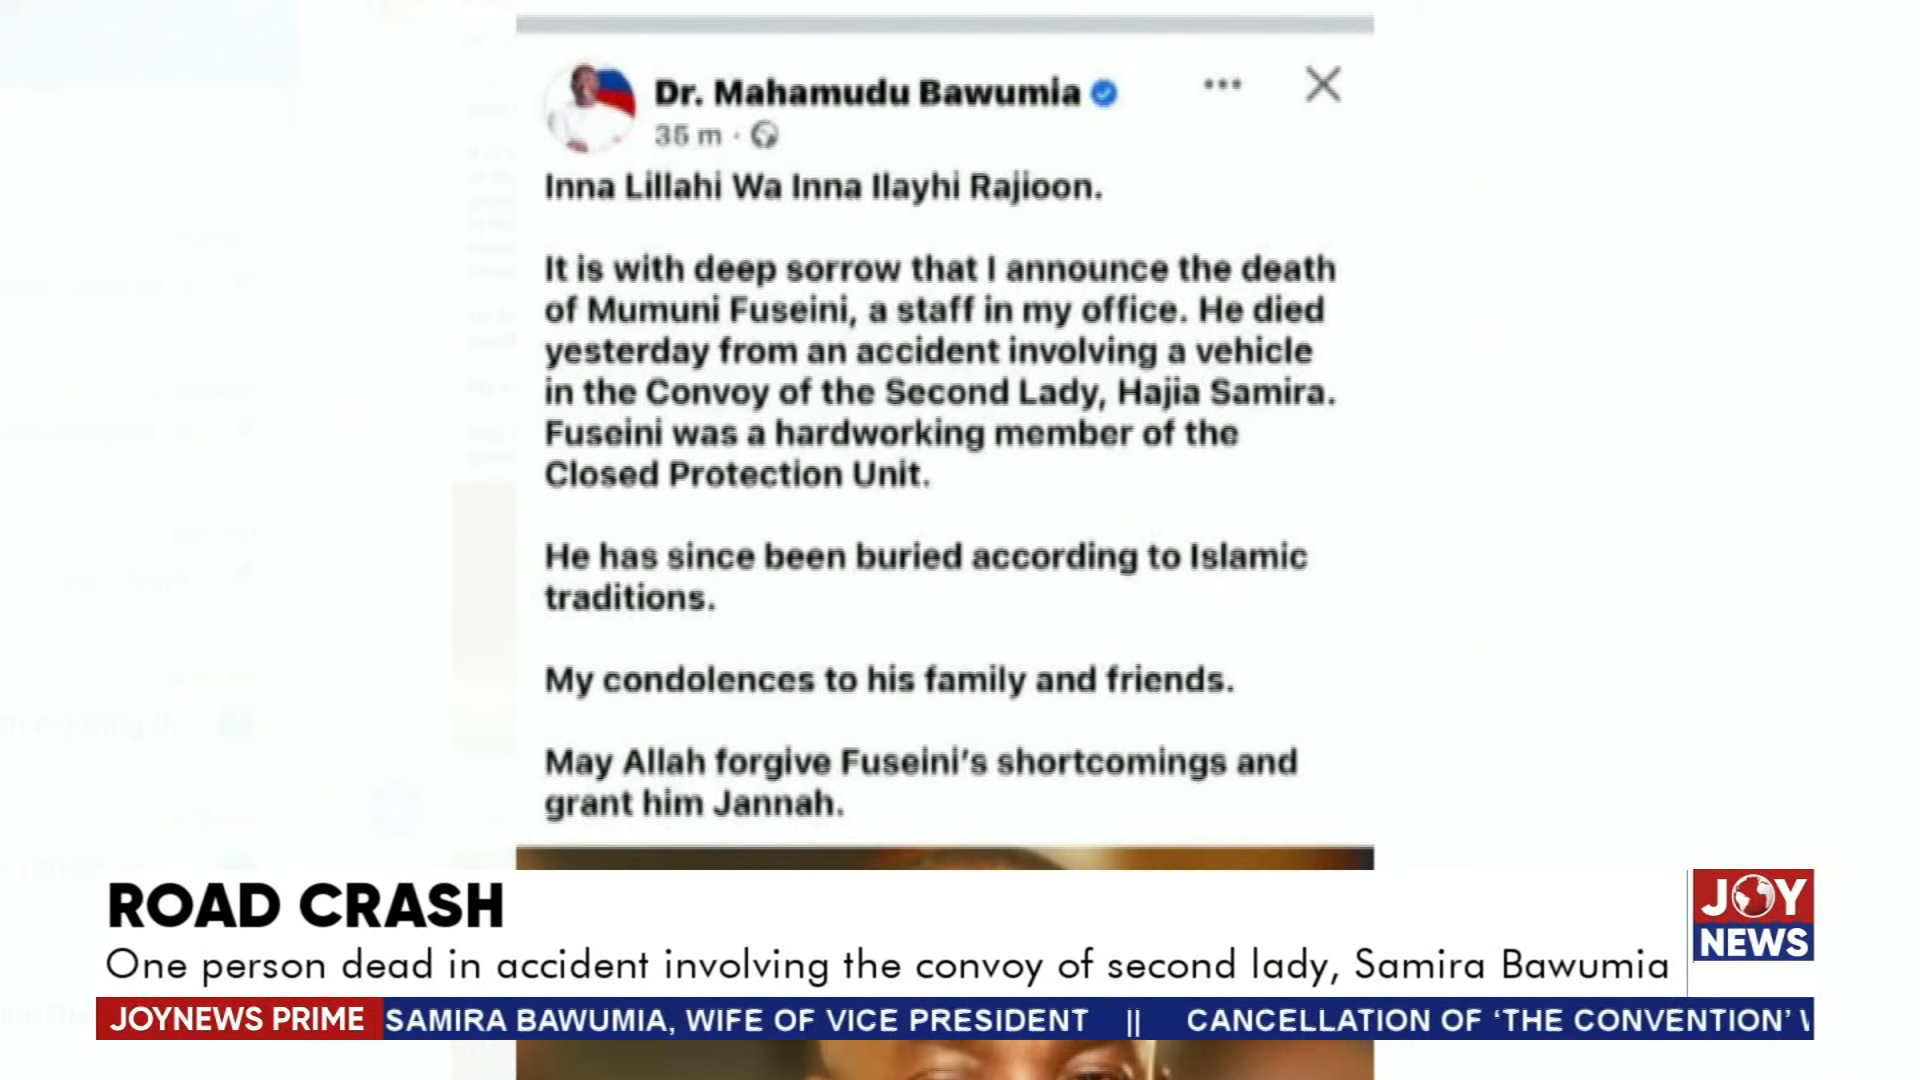 Dr. Mahamudu Bawumia
35 m
Inna Lillahi Wa Inna Ilayhi Rajioon.
It is with deep sorrow that I announce the death
of Mumuni Fuseini, a staff in my office. He died
yesterday from an accident involving a vehicle
in the Convoy of the Second Lady, Hajia Samira.
Fuseini was a hardworking member of the
Closed Protection Unit.
He has since been buried according to Islamic
traditions.
My condolences to his family and friends.
May Allah forgive Fuseini's shortcomings and
grant him Jannah.
ROAD CRASH
One person dead in accident involving the convoy of second lady, Samira Bawumia
JOY
NEWS
JOYNEWS PRIME
SAMIRA BAWUMIA, WIFE OF VICE PRESIDENT || CANCELLATION OF ‘THE CONVENTION’